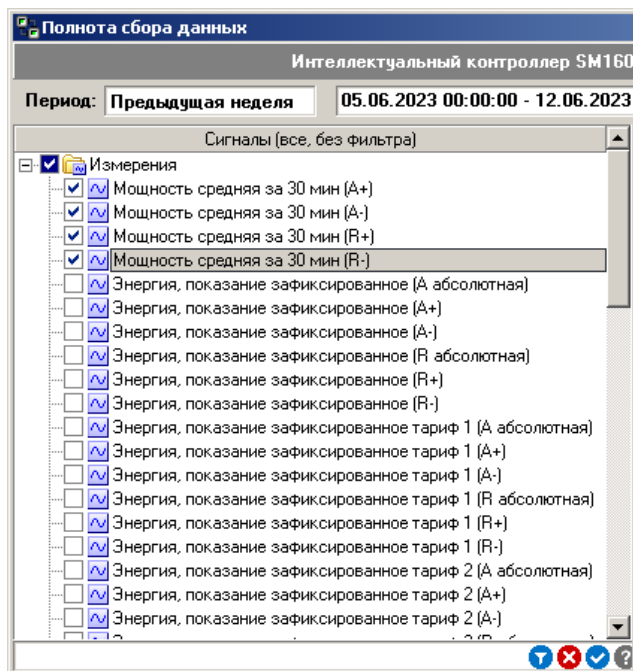 Полнота сбора данных
Интеллектуальный контроллер SM160
Период: Предыдущая неделя 05.06.2023 00:00:00 - 12.06.2023
Сигналы (все, без фильтра)
Измерения
Мощность средняя за 30 мин (A+)
Мощность средняя за 30 мин (A-)
Мощность средняя за 30 мин (R+)
Мощность средняя за 30 мин (R-)
Энергия, показание зафиксированное (A абсолютная)
Энергия, показание зафиксированное (A+)
Энергия, показание зафиксированное (A-)
Энергия, показание зафиксированное (R абсолютная)
Энергия, показание зафиксированное (R+)
Энергия, показание зафиксированное (R-)
Энергия, показание зафиксированное тариф 1 (A абсолютная)
Энергия, показание зафиксированное тариф 1 (A+)
Энергия, показание зафиксированное тариф 1 (A-)
Энергия, показание зафиксированное тариф 1 (R абсолютная)
Энергия, показание зафиксированное тариф 1 (R+)
Энергия, показание зафиксированное тариф 1 (R-)
Энергия, показание зафиксированное тариф 2 (A абсолютная)
Энергия, показание зафиксированное тариф 2 (A+)
Энергия, показание зафиксированное тариф 2 (A-)